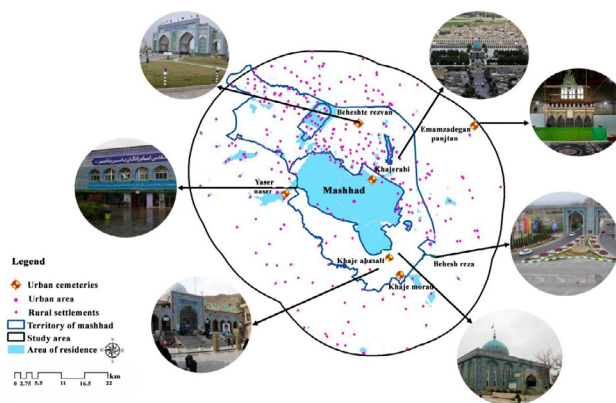 Beheshte rezvan
Emamzadegan
panjtan
Khajerabi
Yaser
naser
Mashhad
Khaje abasalt
Behesh reza
Khaje morad
Legend
Urban cemeteries
Urban area
Rural settlements
Territory of mashhad
Study area
Area of residence
km
0 2.75 5.5 11 16.5 22